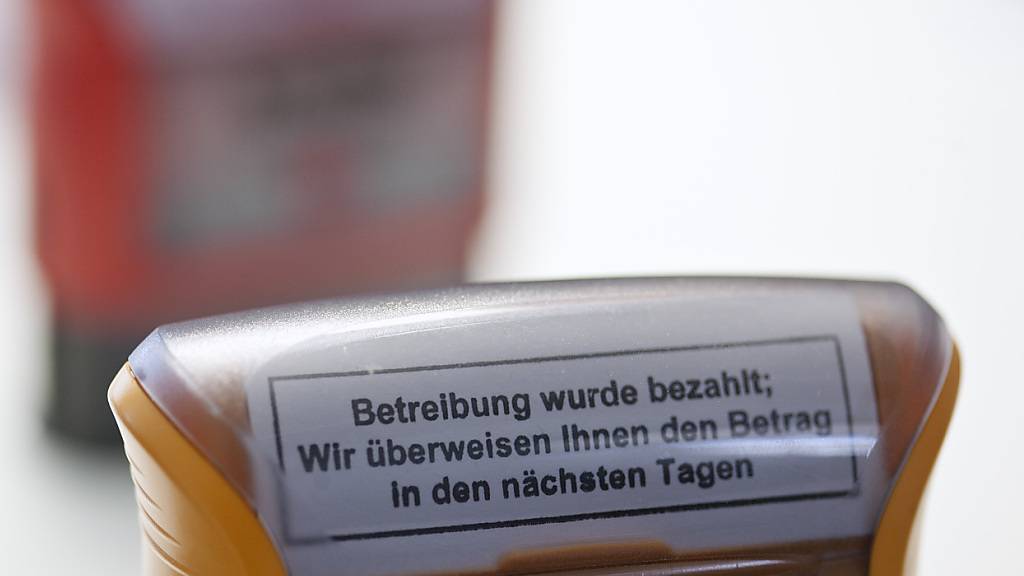 Betreibung wurde bezahlt;
Wir überweisen Ihnen den Betrag
in den nächsten Tagen